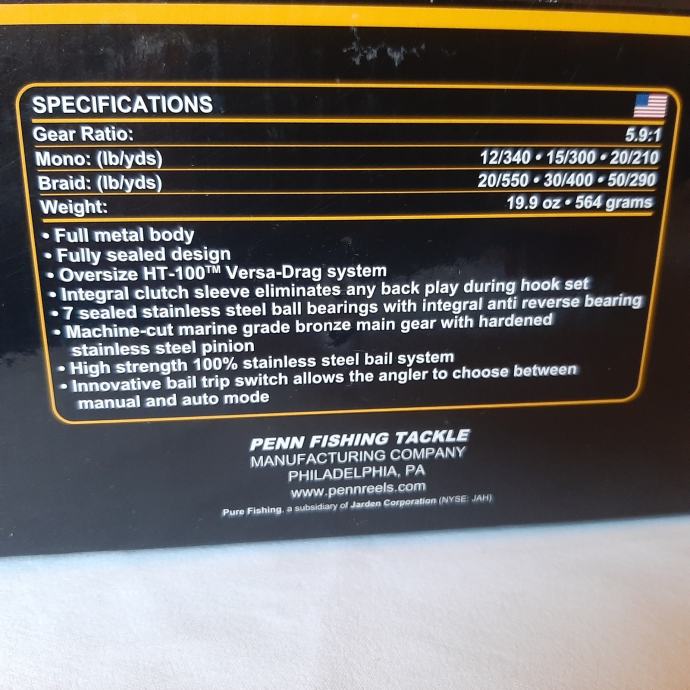 SPECIFICATIONS
Gear Ratio: 5.9:1
Mono: (lb/yds) 12/340 • 15/300 • 20/210
Braid: (lb/yds) 20/550 • 30/400 • 50/290
Weight: 19.9 oz • 564 grams
• Full metal body
• Fully sealed design
• Oversize HT-100™ Versa-Drag system
• Integral clutch sleeve eliminates any back play during hook set
• 7 sealed stainless steel ball bearings with integral anti reverse bearing
• Machine-cut marine grade bronze main gear with hardened
stainless steel pinion
• High strength 100% stainless steel bail system
• Innovative bail trip switch allows the angler to choose between
manual and auto mode
PENN FISHING TACKLE
MANUFACTURING COMPANY
PHILADELPHIA, PA
www.pennreels.com
Pure Fishing, a subsidiary of Jarden Corporation (NYSE: JAH)